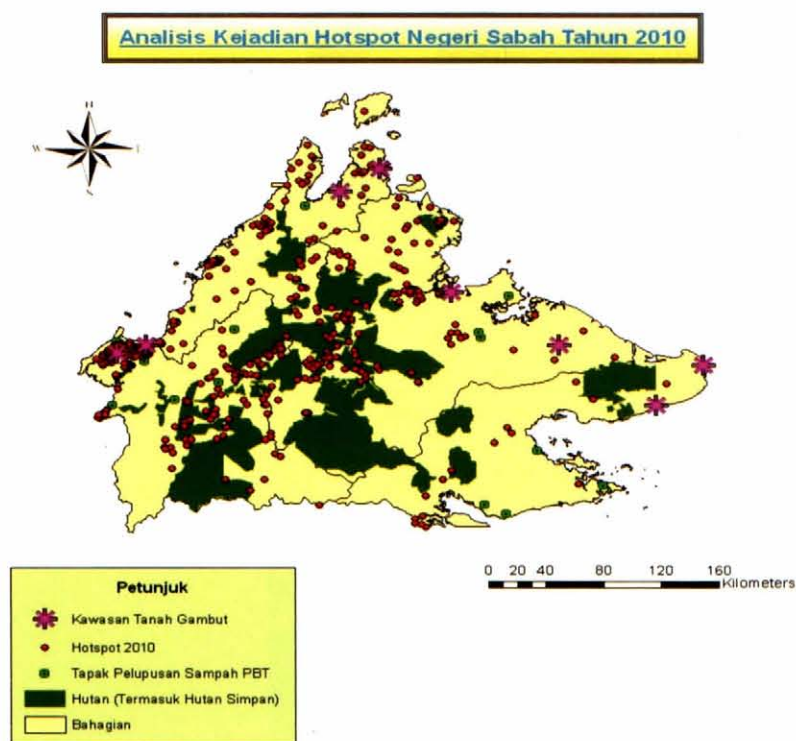 Analisis Kejadian Hotspot Negeri Sabah Tahun 2010
0 20 40 80 120 160
Kilometers
Petunjuk
Kawasan Tanah Gambut
Hotspot 2010
Tapak Pelupusan Sampah PBT
Hutan (Termasuk Hutan Simpan)
Bahagian